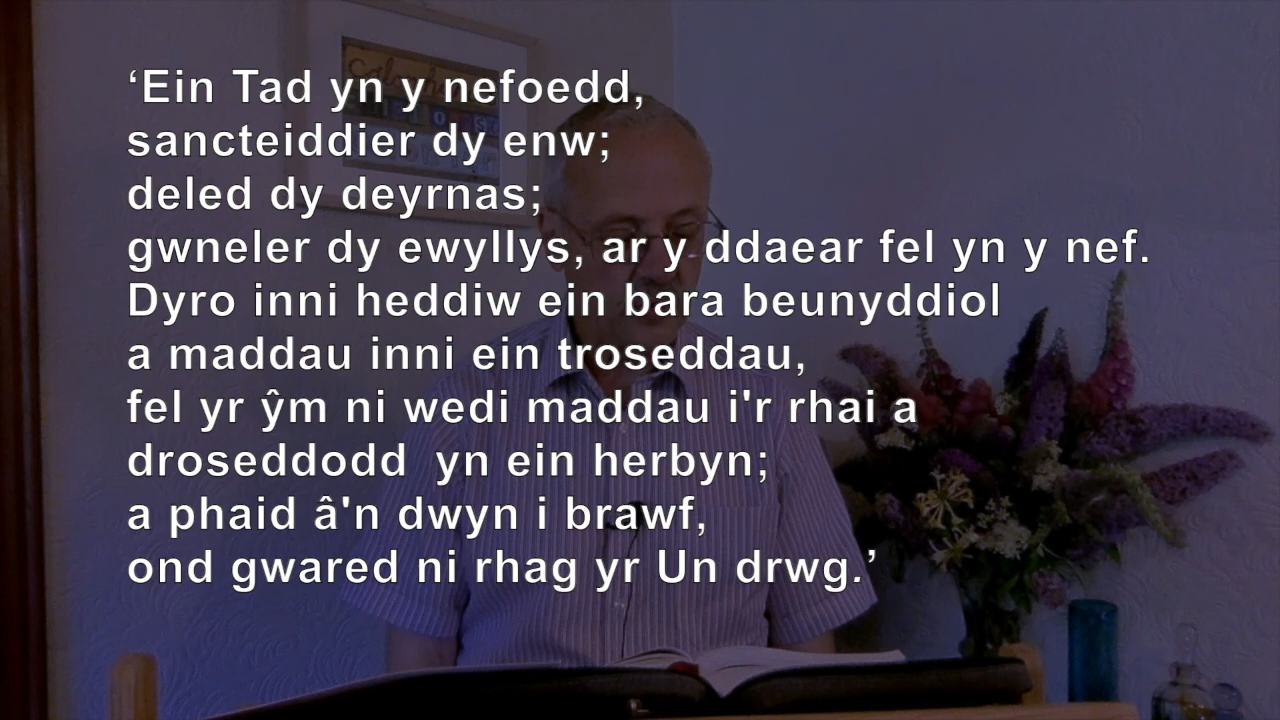 ‘Ein Tad yn y nefoedd,
sancteiddier dy enw;
deled dy deyrnas;
gwneler dy ewyllys, ar y ddaear fel yn y nef.
Dyro inni heddiw ein bara beunyddiol
a maddau inni ein troseddau,
fel yr ŷm ni wedi maddau i'r rhai a
droseddodd  yn ein herbyn;
a phaid â'n dwyn i brawf,
ond gwared ni rhag yr Un drwg.’